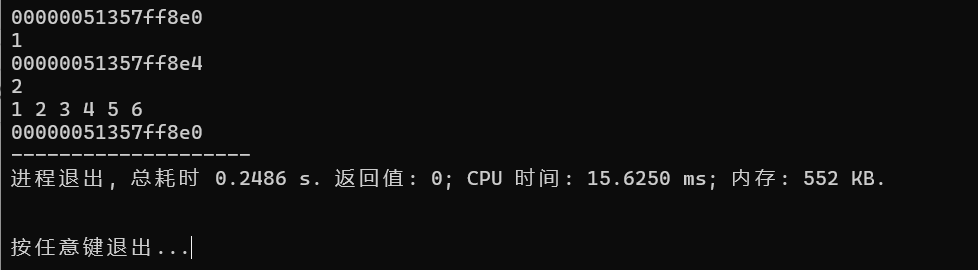 00000051357ff8e0
1
00000051357ff8e4
2
1 2 3 4 5 6
00000051357ff8e0
--------------------
进程退出, 总耗时 0.2486 s. 返回值: 0; CPU 时间: 15.6250 ms; 内存: 552 KB.
按任意键退出...